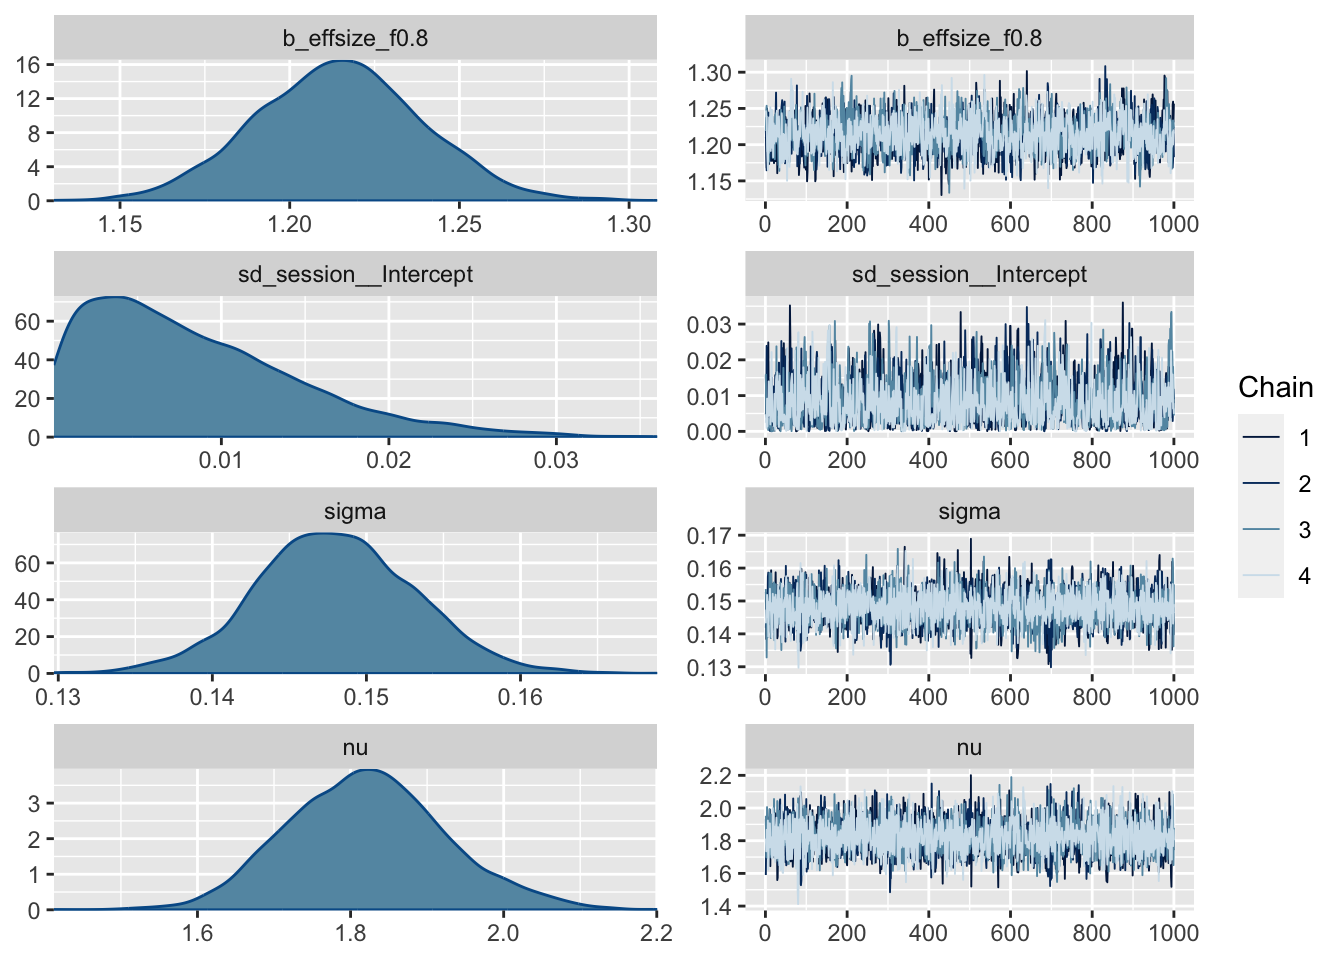 b_effsize_f0.8
16
12
8
4
0
1.15 1.20 1.25 1.30
b_effsize_f0.8
1.30
1.25
1.20
1.15
0 200 400 600 800 1000
sd_session__Intercept
60
40
20
0
0.01 0.02 0.03
sd_session__Intercept
0.03
0.02
0.01
0.00
0 200 400 600 800 1000
sigma
60
40
20
0
0.13 0.14 0.15 0.16
sigma
0.17
0.16
0.15
0.14
0.13
0 200 400 600 800 1000
nu
3
2
1
0
1.6 1.8 2.0 2.2
nu
2.2
2.0
1.8
1.6
1.4
0 200 400 600 800 1000
Chain
1
2
3
4